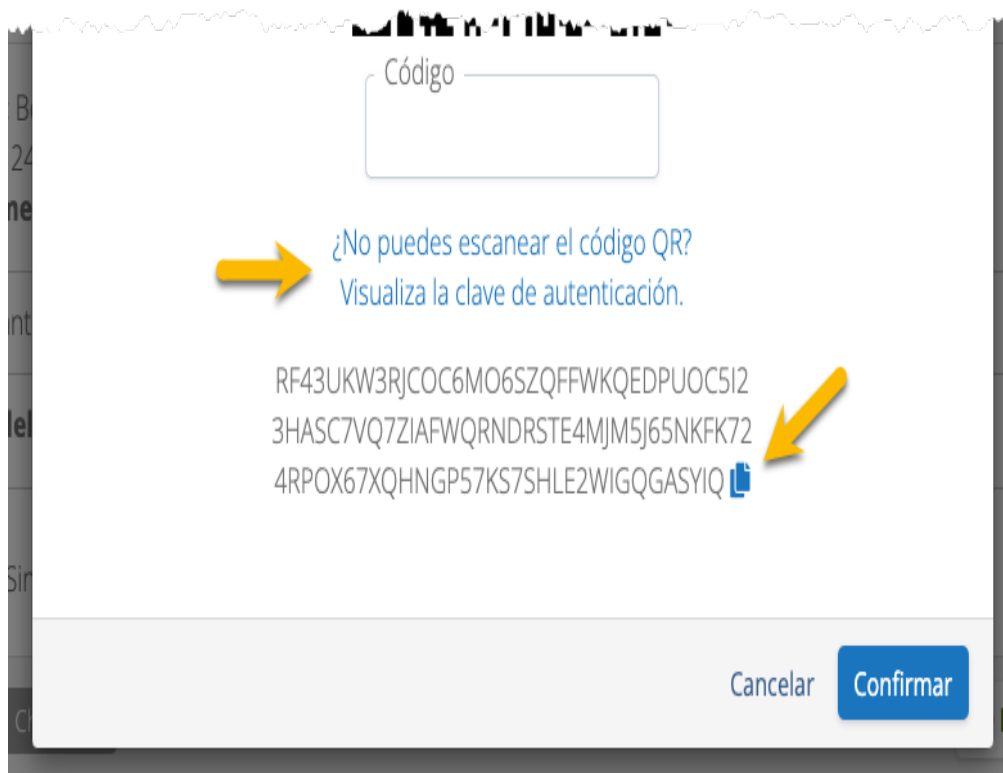 Código
¿No puedes escanear el código QR?
Visualiza la clave de autenticación.
RF43UKW3RJCOC6MO6SZQFFWKQEDPUOC5I2
3HASC7VQ7ZIAFWQRNDRSTE4MJM5J65NKFK72
4RPOX67XQHNGP57KS7SHLE2WIGQGASYIQ
Cancelar
Confirmar